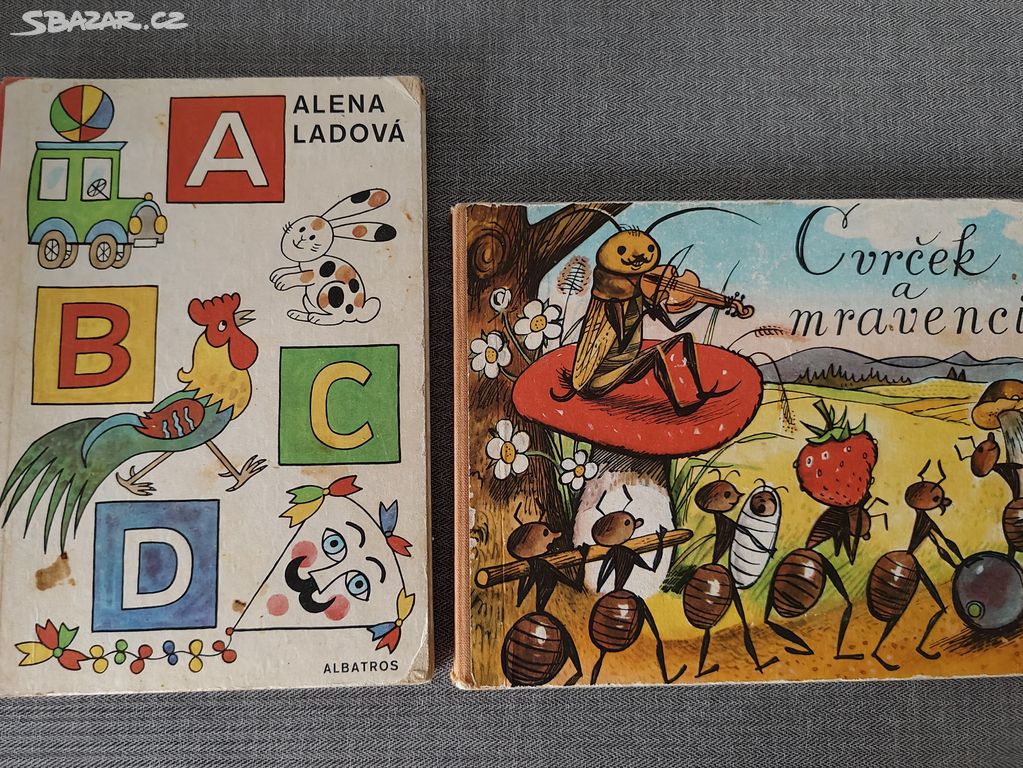 SBAZAR.CZ
A
ALENA
LADOVÁ
B
C
D
ALBATROS
Cvrček
a
mravenci